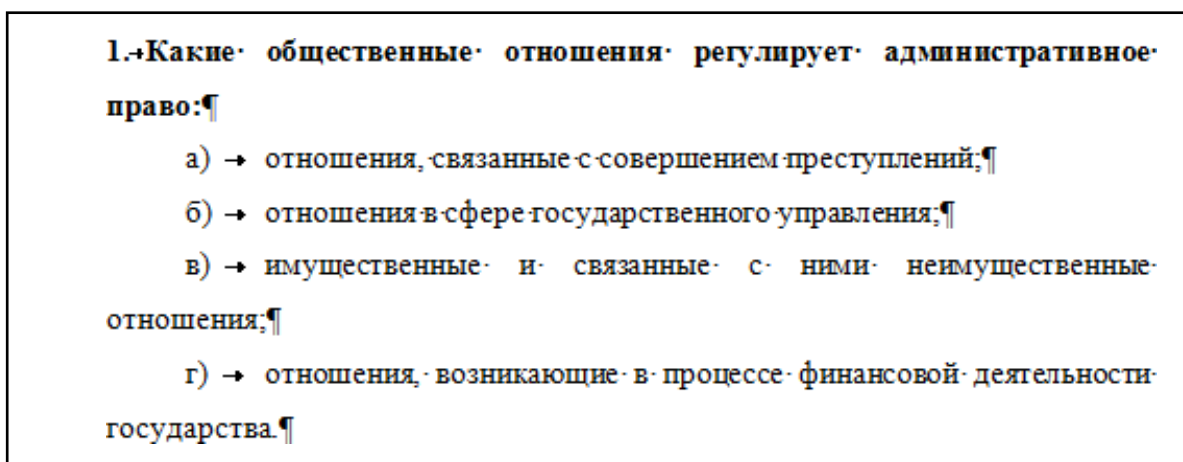 1.→Какие· общественные· отношения· регулирует· административное·
право:¶
а) → отношения,·связанные·с·совершением·преступлений;¶
б) → отношения·в·сфере·государственного·управления;¶
в) → имущественные· и· связанные· с· ними· неимущественные·
отношения;¶
г) → отношения,· возникающие· в· процессе· финансовой· деятельности·
государства.¶